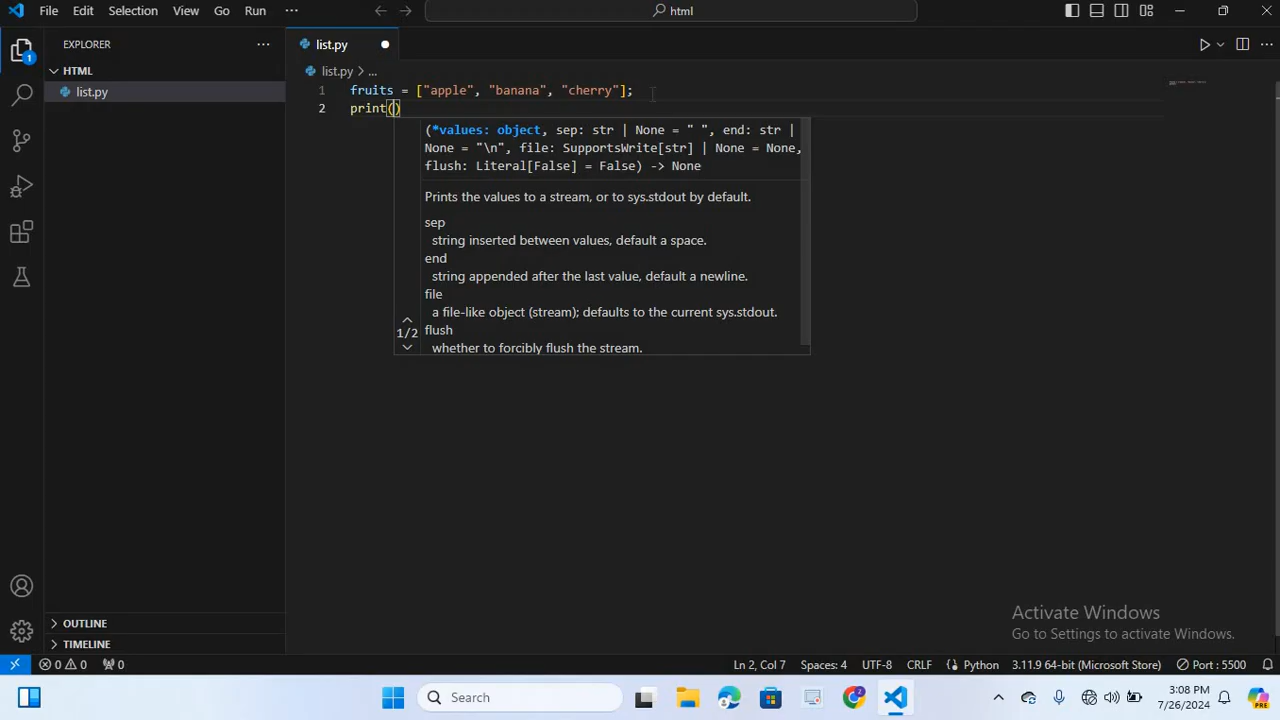 File Edit Selection View Go Run ··· html
EXPLORER ···
list.py
HTML
list.py
list.py > ...
1 fruits = ["apple", "banana", "cherry"];
2 print()
(*values: object, sep: str | None = " ", end: str |
None = "\n", file: SupportsWrite[str] | None = None,
flush: Literal[False] = False) -> None
Prints the values to a stream, or to sys.stdout by default.
sep
string inserted between values, default a space.
end
string appended after the last value, default a newline.
file
a file-like object (stream); defaults to the current sys.stdout.
1/2
flush
whether to forcibly flush the stream.
1
OUTLINE
TIMELINE
Activate Windows
Go to Settings to activate Windows.
0 0 0 Ln 2, Col 7 Spaces: 4 UTF-8 CRLF Python 3.11.9 64-bit (Microsoft Store) Port : 5500
Search
3:08 PM
7/26/2024
PRE